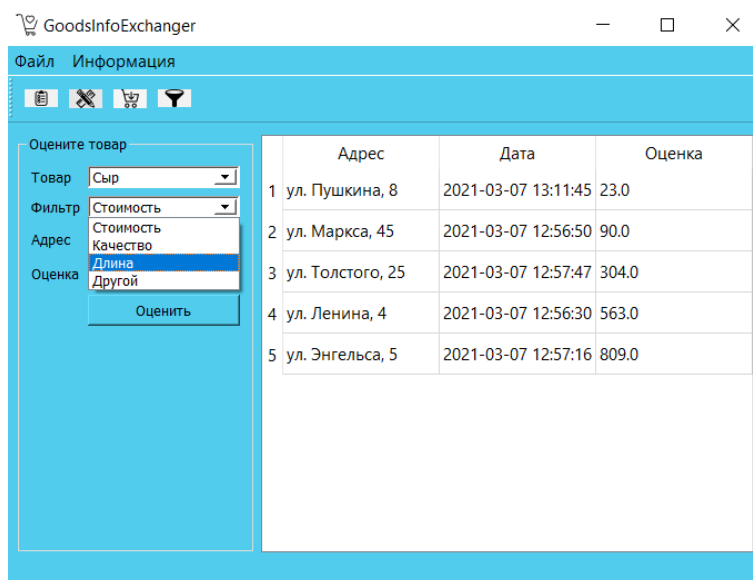 GoodsInfoExchanger
Файл Информация
Оцените товар
Товар Сыр
Фильтр Стоимость
Стоимость
Качество
Длина
Другой
Адрес
Оценка
Оценить
Адрес Дата Оценка
1 ул. Пушкина, 8 2021-03-07 13:11:45 23.0
2 ул. Маркса, 45 2021-03-07 12:56:50 90.0
3 ул. Толстого, 25 2021-03-07 12:57:47 304.0
4 ул. Ленина, 4 2021-03-07 12:56:30 563.0
5 ул. Энгельса, 5 2021-03-07 12:57:16 809.0